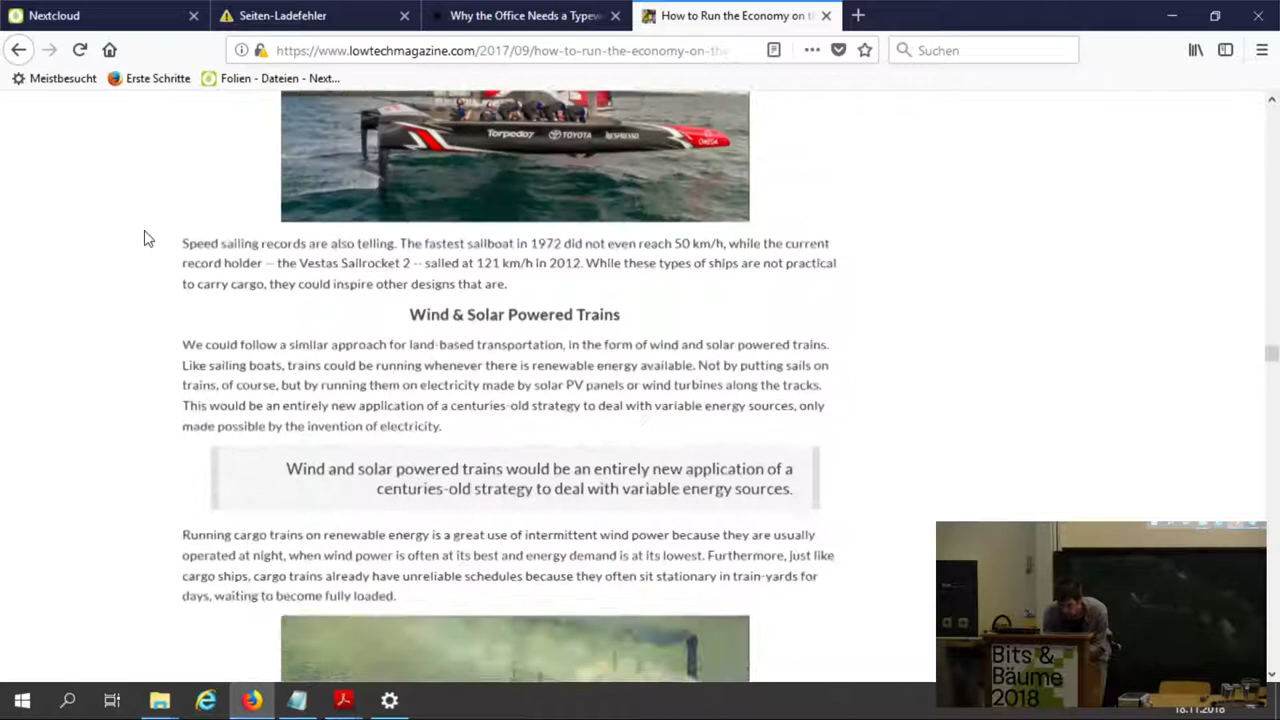 Nextcloud
Seiten-Ladefehler
Why the Office Needs a Typew
How to Run the Economy on th
https://www.lowtechmagazine.com/2017/09/how-to-run-the-economy-on-the
Suchen
Meistbesucht
Erste Schritte
Folien - Dateien - Next...
Torpedoy TOYOTA NESPRESSO OMEGA
Speed sailing records are also telling. The fastest sailboat in 1972 did not even reach 50 km/h, while the current
record holder -- the Vestas Sailrocket 2 -- sailed at 121 km/h in 2012. While these types of ships are not practical
to carry cargo, they could inspire other designs that are.
Wind & Solar Powered Trains
We could follow a similar approach for land-based transportation, in the form of wind and solar powered trains.
Like sailing boats, trains could be running whenever there is renewable energy available. Not by putting sails on
trains, of course, but by running them on electricity made by solar PV panels or wind turbines along the tracks.
This would be an entirely new application of a centuries-old strategy to deal with variable energy sources, only
made possible by the invention of electricity.
Wind and solar powered trains would be an entirely new application of a
centuries-old strategy to deal with variable energy sources.
Running cargo trains on renewable energy is a great use of intermittent wind power because they are usually
operated at night, when wind power is often at its best and energy demand is at its lowest. Furthermore, just like
cargo ships, cargo trains already have unreliable schedules because they often sit stationary in train-yards for
days, waiting to become fully loaded.
Bits &
Bäume
2018
18.11.2018